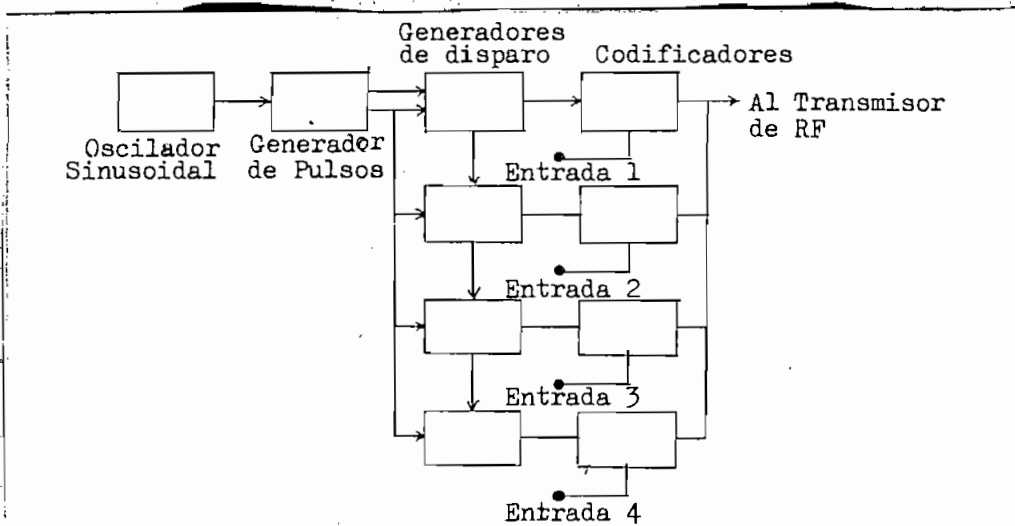 Generadores
de disparo
Codificadores
Al Transmisor
de RF
Oscilador
Sinusoidal
Generador
de Pulsos
Entrada 1
Entrada 2
Entrada 3
Entrada 4